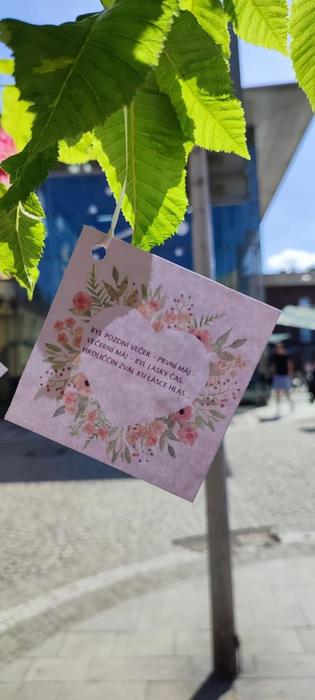 BYL POZDNÍ VEČER – PRVNÍ MÁJ...
VEČERNÍ MÁJ – BYL LÁSKY ČAS.
HRDLIČČIN ZVAL KU LÁSCE HLAS...